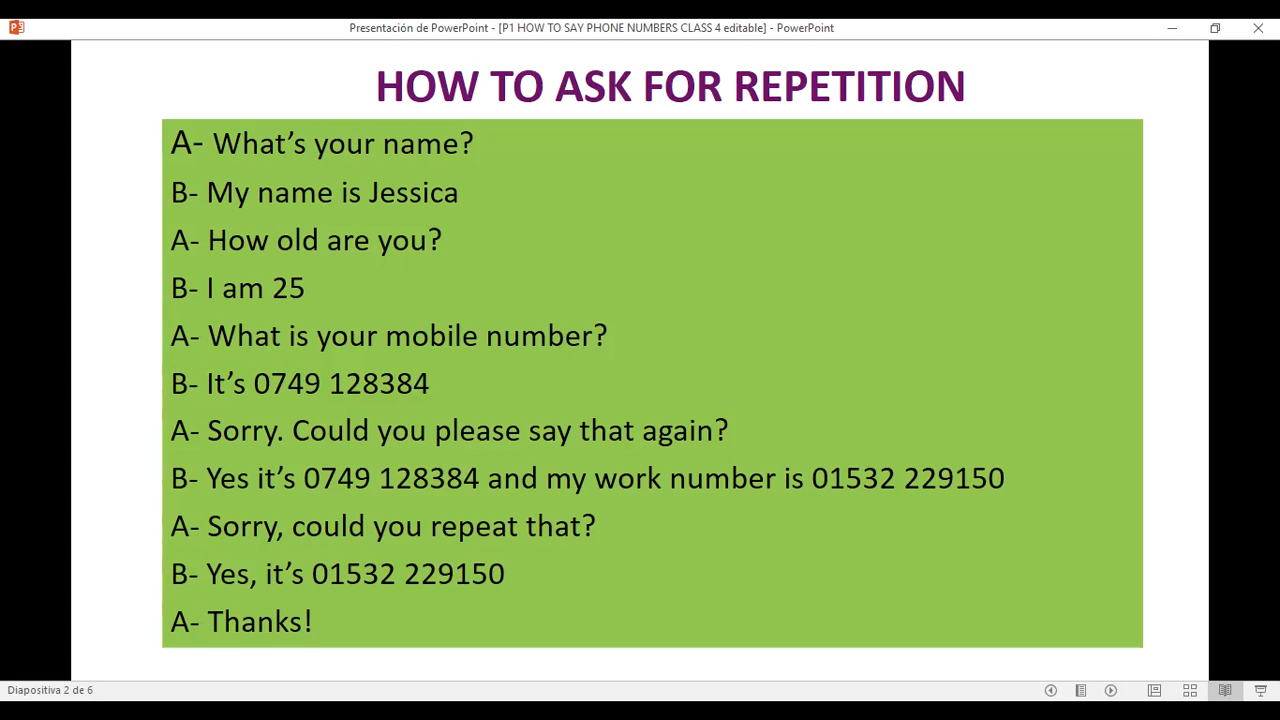 Presentación de PowerPoint - [P1 HOW TO SAY PHONE NUMBERS CLASS 4 editable] - PowerPoint
HOW TO ASK FOR REPETITION
A- What's your name?
B- My name is Jessica
A- How old are you?
B- I am 25
A- What is your mobile number?
B- It's 0749 128384
A- Sorry. Could you please say that again?
B- Yes it's 0749 128384 and my work number is 01532 229150
A- Sorry, could you repeat that?
B- Yes, it's 01532 229150
A- Thanks!
Diapositiva 2 de 6